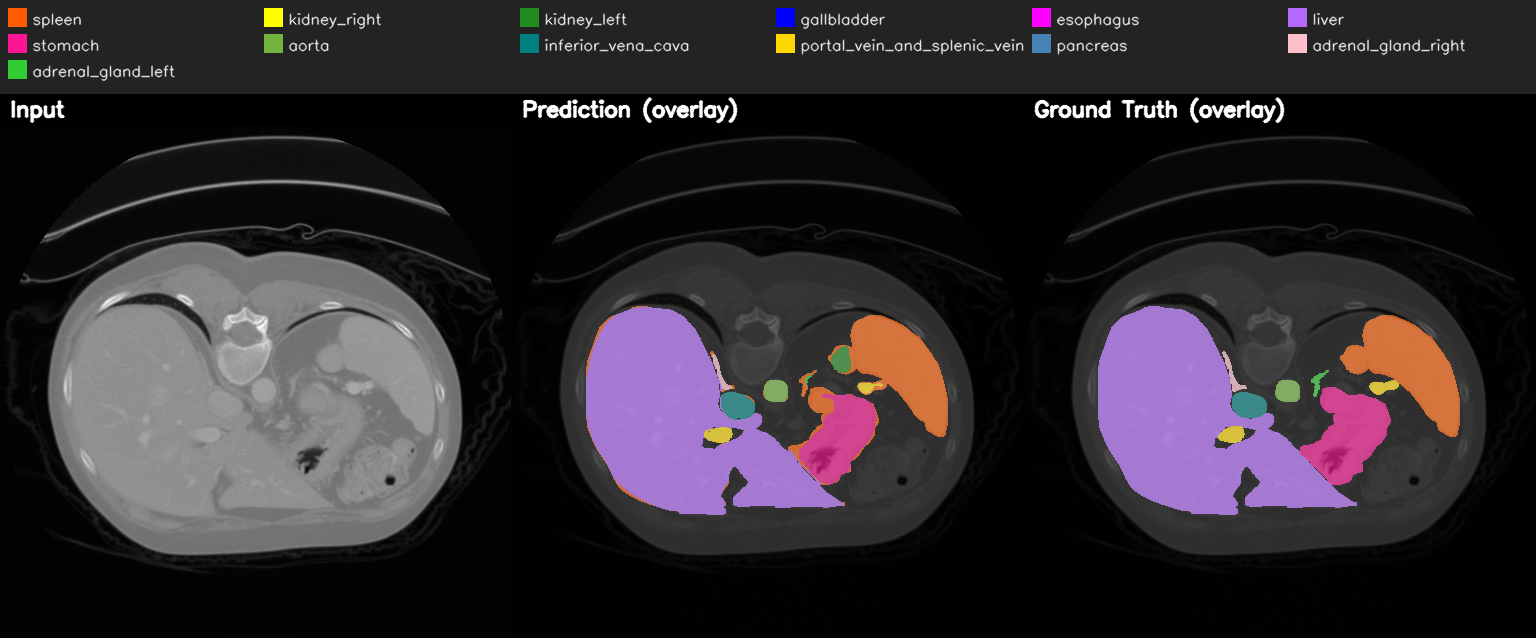 spleen kidney_right kidney_left gallbladder esophagus liver
stomach aorta inferior_vena_cava portal_vein_and_splenic_vein pancreas adrenal_gland_right
adrenal_gland_left
Input Prediction (overlay) Ground Truth (overlay)